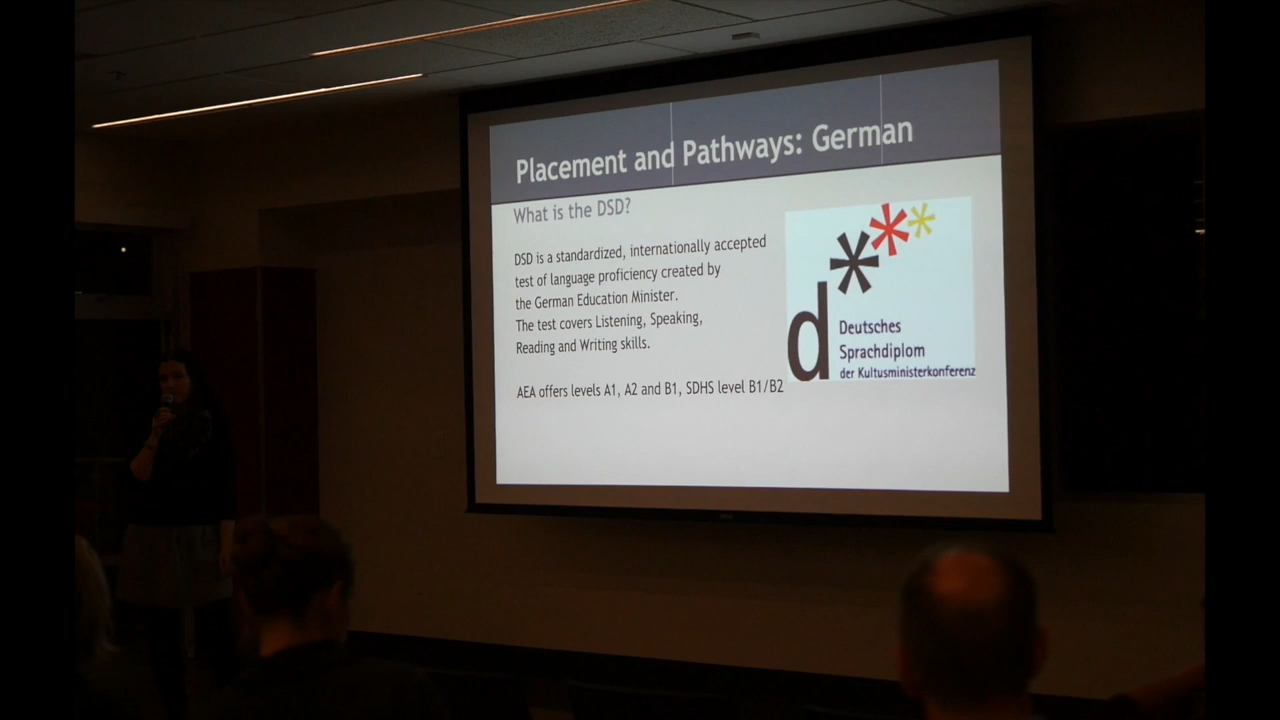 Placement and Pathways: German
What is the DSD?
DSD is a standardized, internationally accepted
test of language proficiency created by
the German Education Minister.
The test covers Listening, Speaking,
Reading and Writing skills.
AEA offers levels A1, A2 and B1, SDHS level B1/B2
d
Deutsches
Sprachdiplom
der Kultusministerkonferenz